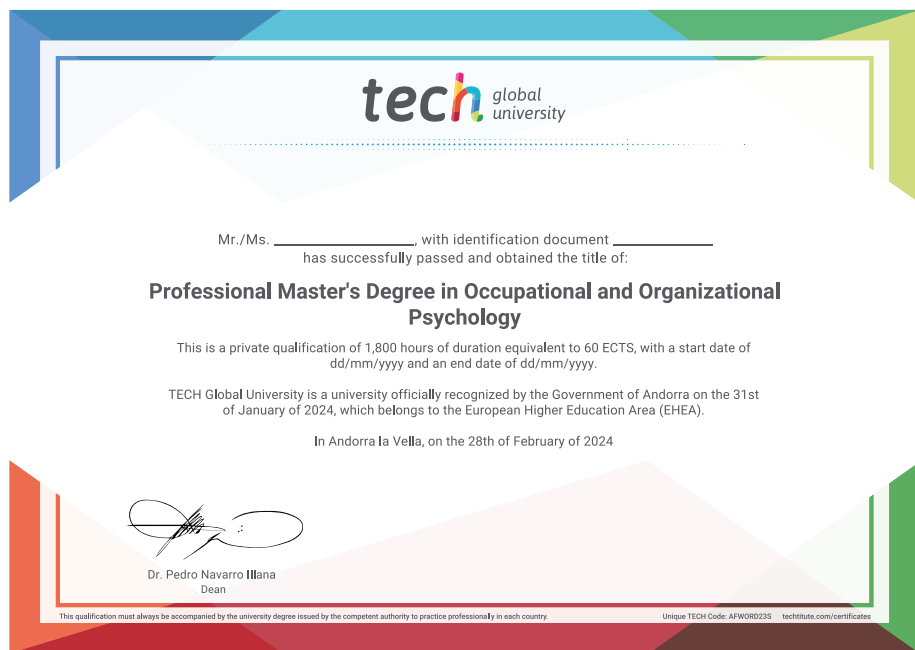 tech global
university
Mr./Ms. ____________________, with identification document ______________
has successfully passed and obtained the title of:
Professional Master's Degree in Occupational and Organizational
Psychology
This is a private qualification of 1,800 hours of duration equivalent to 60 ECTS, with a start date of
dd/mm/yyyy and an end date of dd/mm/yyyy.
TECH Global University is a university officially recognized by the Government of Andorra on the 31st
of January of 2024, which belongs to the European Higher Education Area (EHEA).
In Andorra la Vella, on the 28th of February of 2024
Dr. Pedro Navarro Illana
Dean
This qualification must always be accompanied by the university degree issued by the competent authority to practice professionally in each country.
Unique TECH Code: AFWORD23S techtitute.com/certificates